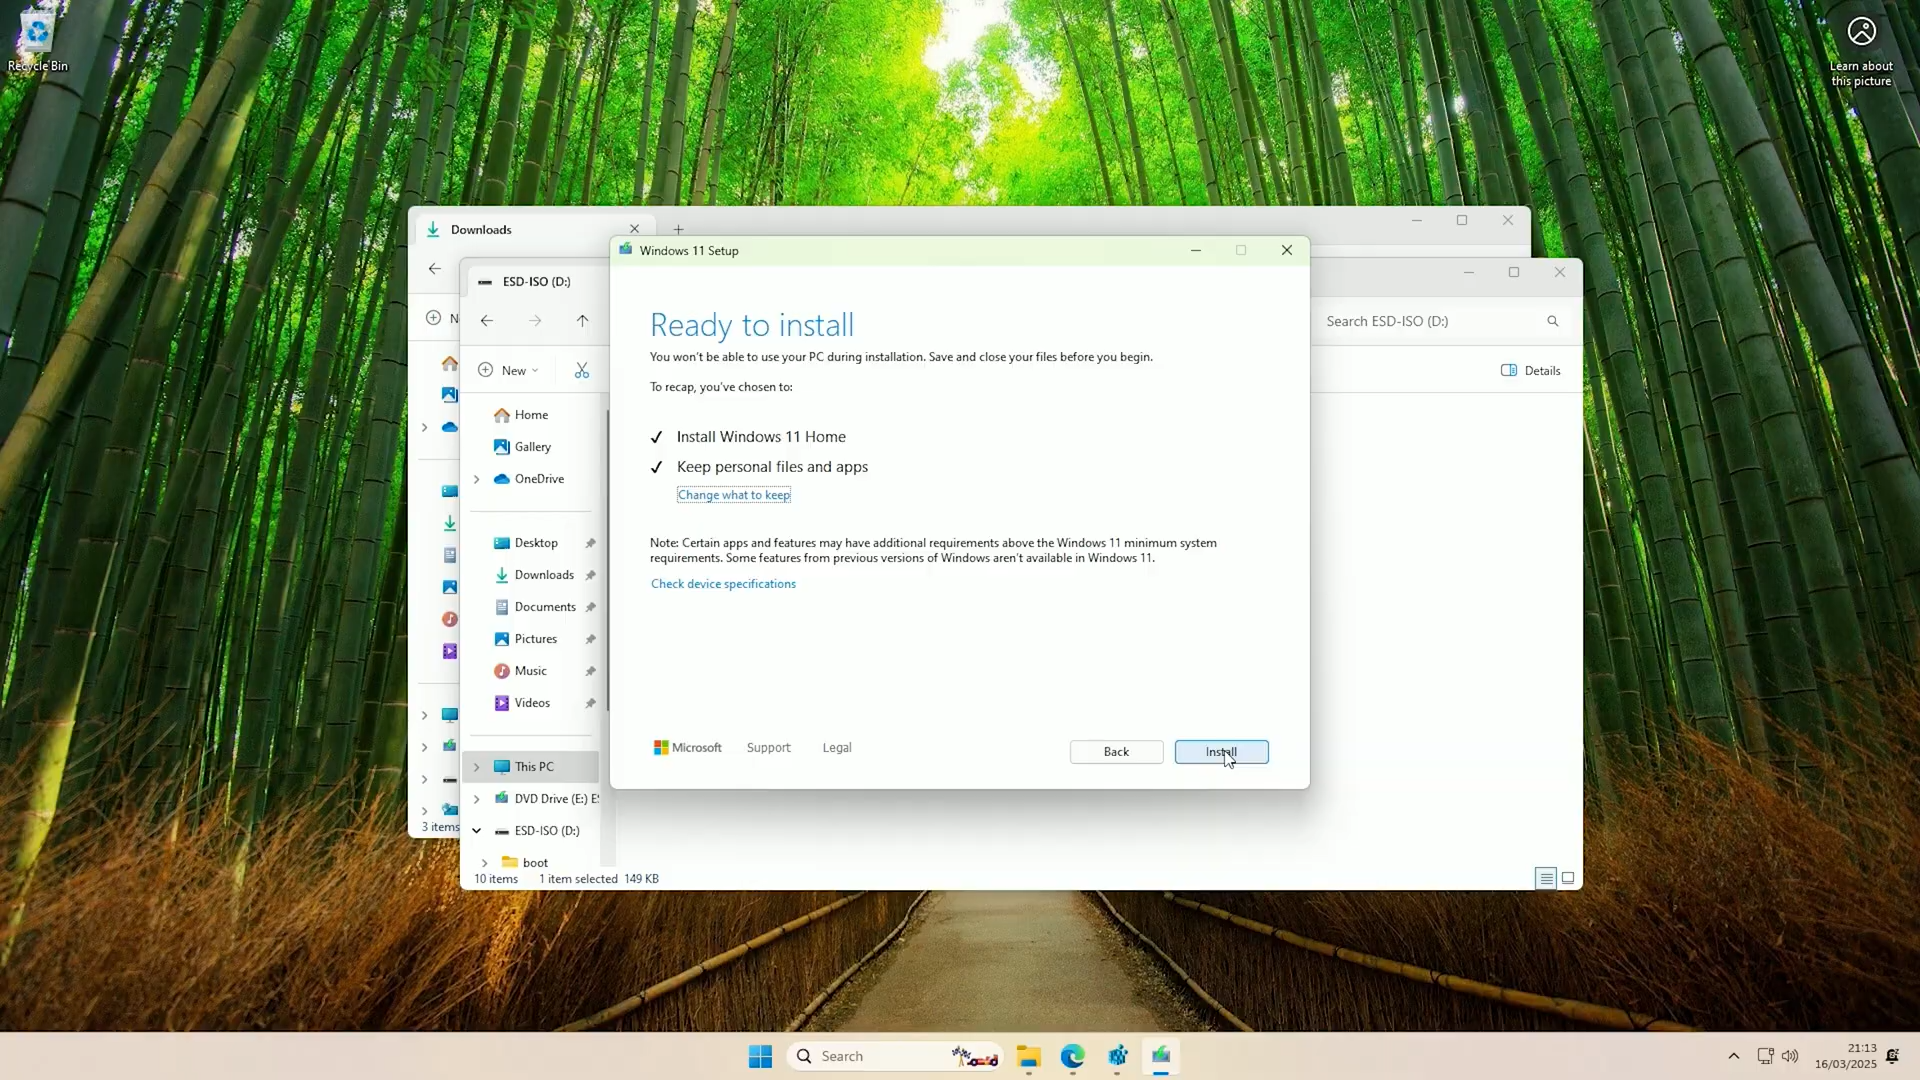 Recycle Bin
Learn about
this picture
Downloads
ESD-ISO (D:)
Windows 11 Setup
Search ESD-ISO (D:)
New
Details
Home
Gallery
OneDrive
Desktop
Downloads
Documents
Pictures
Music
Videos
This PC
DVD Drive (E:) ES
ESD-ISO (D:)
boot
10 items 1 item selected 149 KB
3 items
Ready to install
You won't be able to use your PC during installation. Save and close your files before you begin.
To recap, you've chosen to:
Install Windows 11 Home
Keep personal files and apps
Change what to keep
Note: Certain apps and features may have additional requirements above the Windows 11 minimum system
requirements. Some features from previous versions of Windows aren't available in Windows 11.
Check device specifications
Microsoft Support Legal
Back Install
Search
21:13
16/03/2025